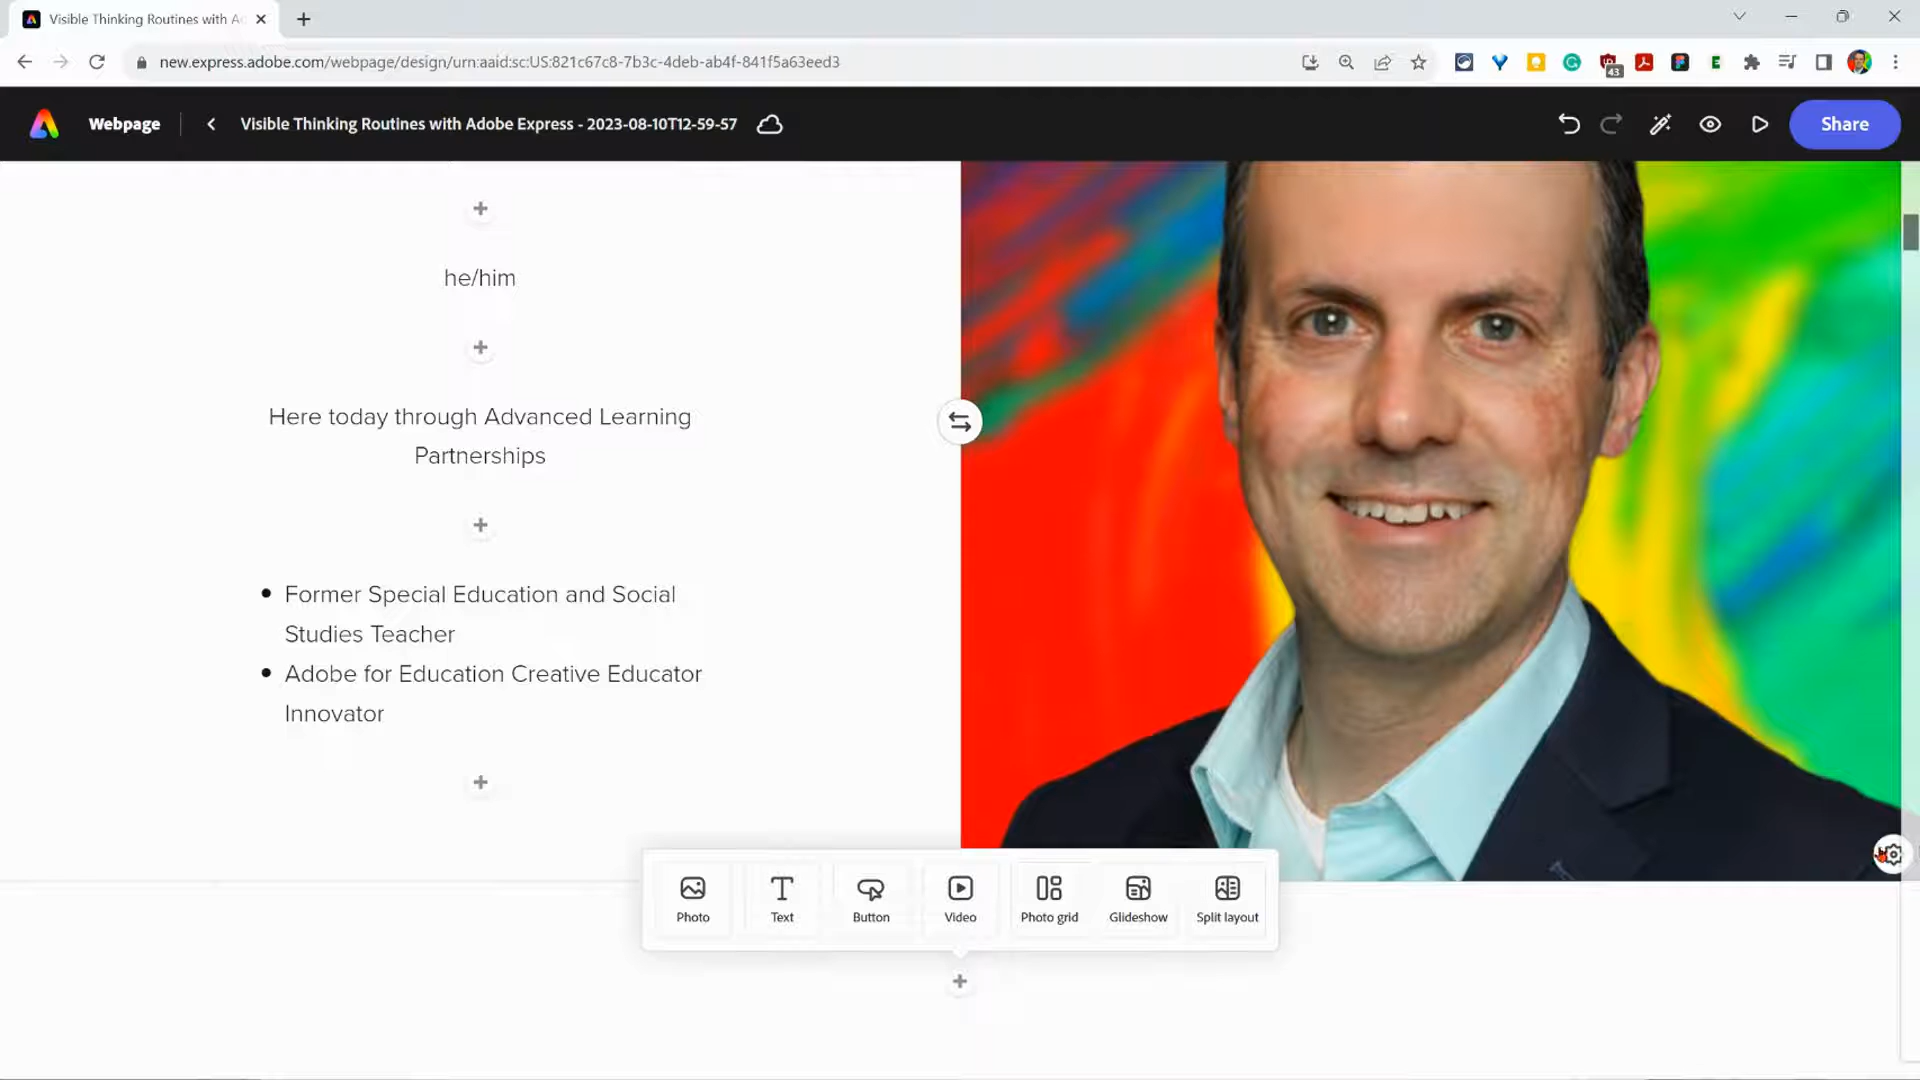 Visible Thinking Routines with A
new.express.adobe.com/webpage/design/urn:aaid:sc:US:821c67c8-7b3c-4deb-ab4f-841f5a63eed3
43
E
Webpage
Visible Thinking Routines with Adobe Express - 2023-08-10T12-59-57
Share
he/him
Here today through Advanced Learning
Partnerships
Former Special Education and Social
Studies Teacher
Adobe for Education Creative Educator
Innovator
Photo
Text
Button
Video
Photo grid
Glideshow
Split layout